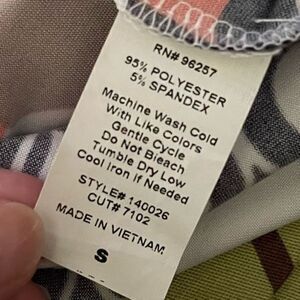 RN# 96257
95% POLYESTER
5% SPANDEX
Machine Wash Cold
With Like Colors
Gentle Cycle
Do Not Bleach
Tumble Dry Low
Cool Iron if Needed
STYLE# 140026
CUT# 7102
MADE IN VIETNAM
S